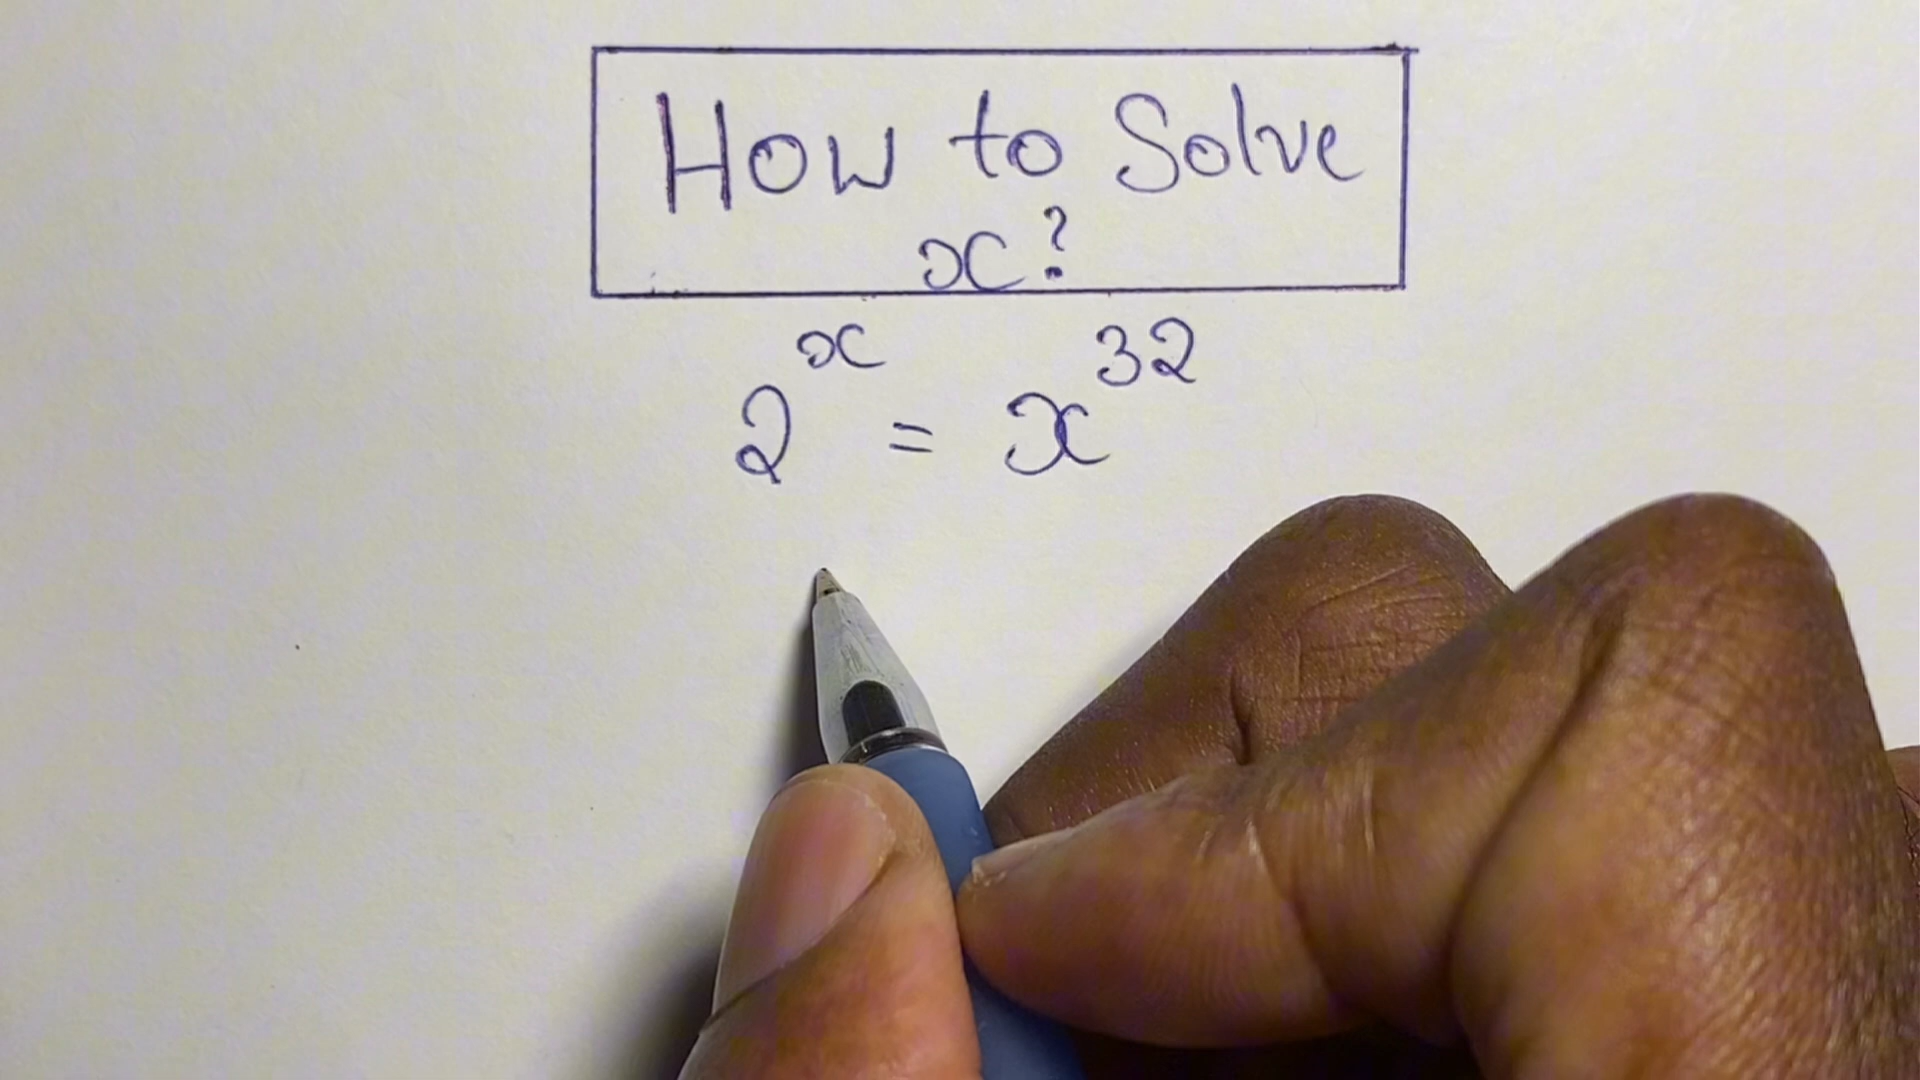 How to Solve
x?
2^x = x^32